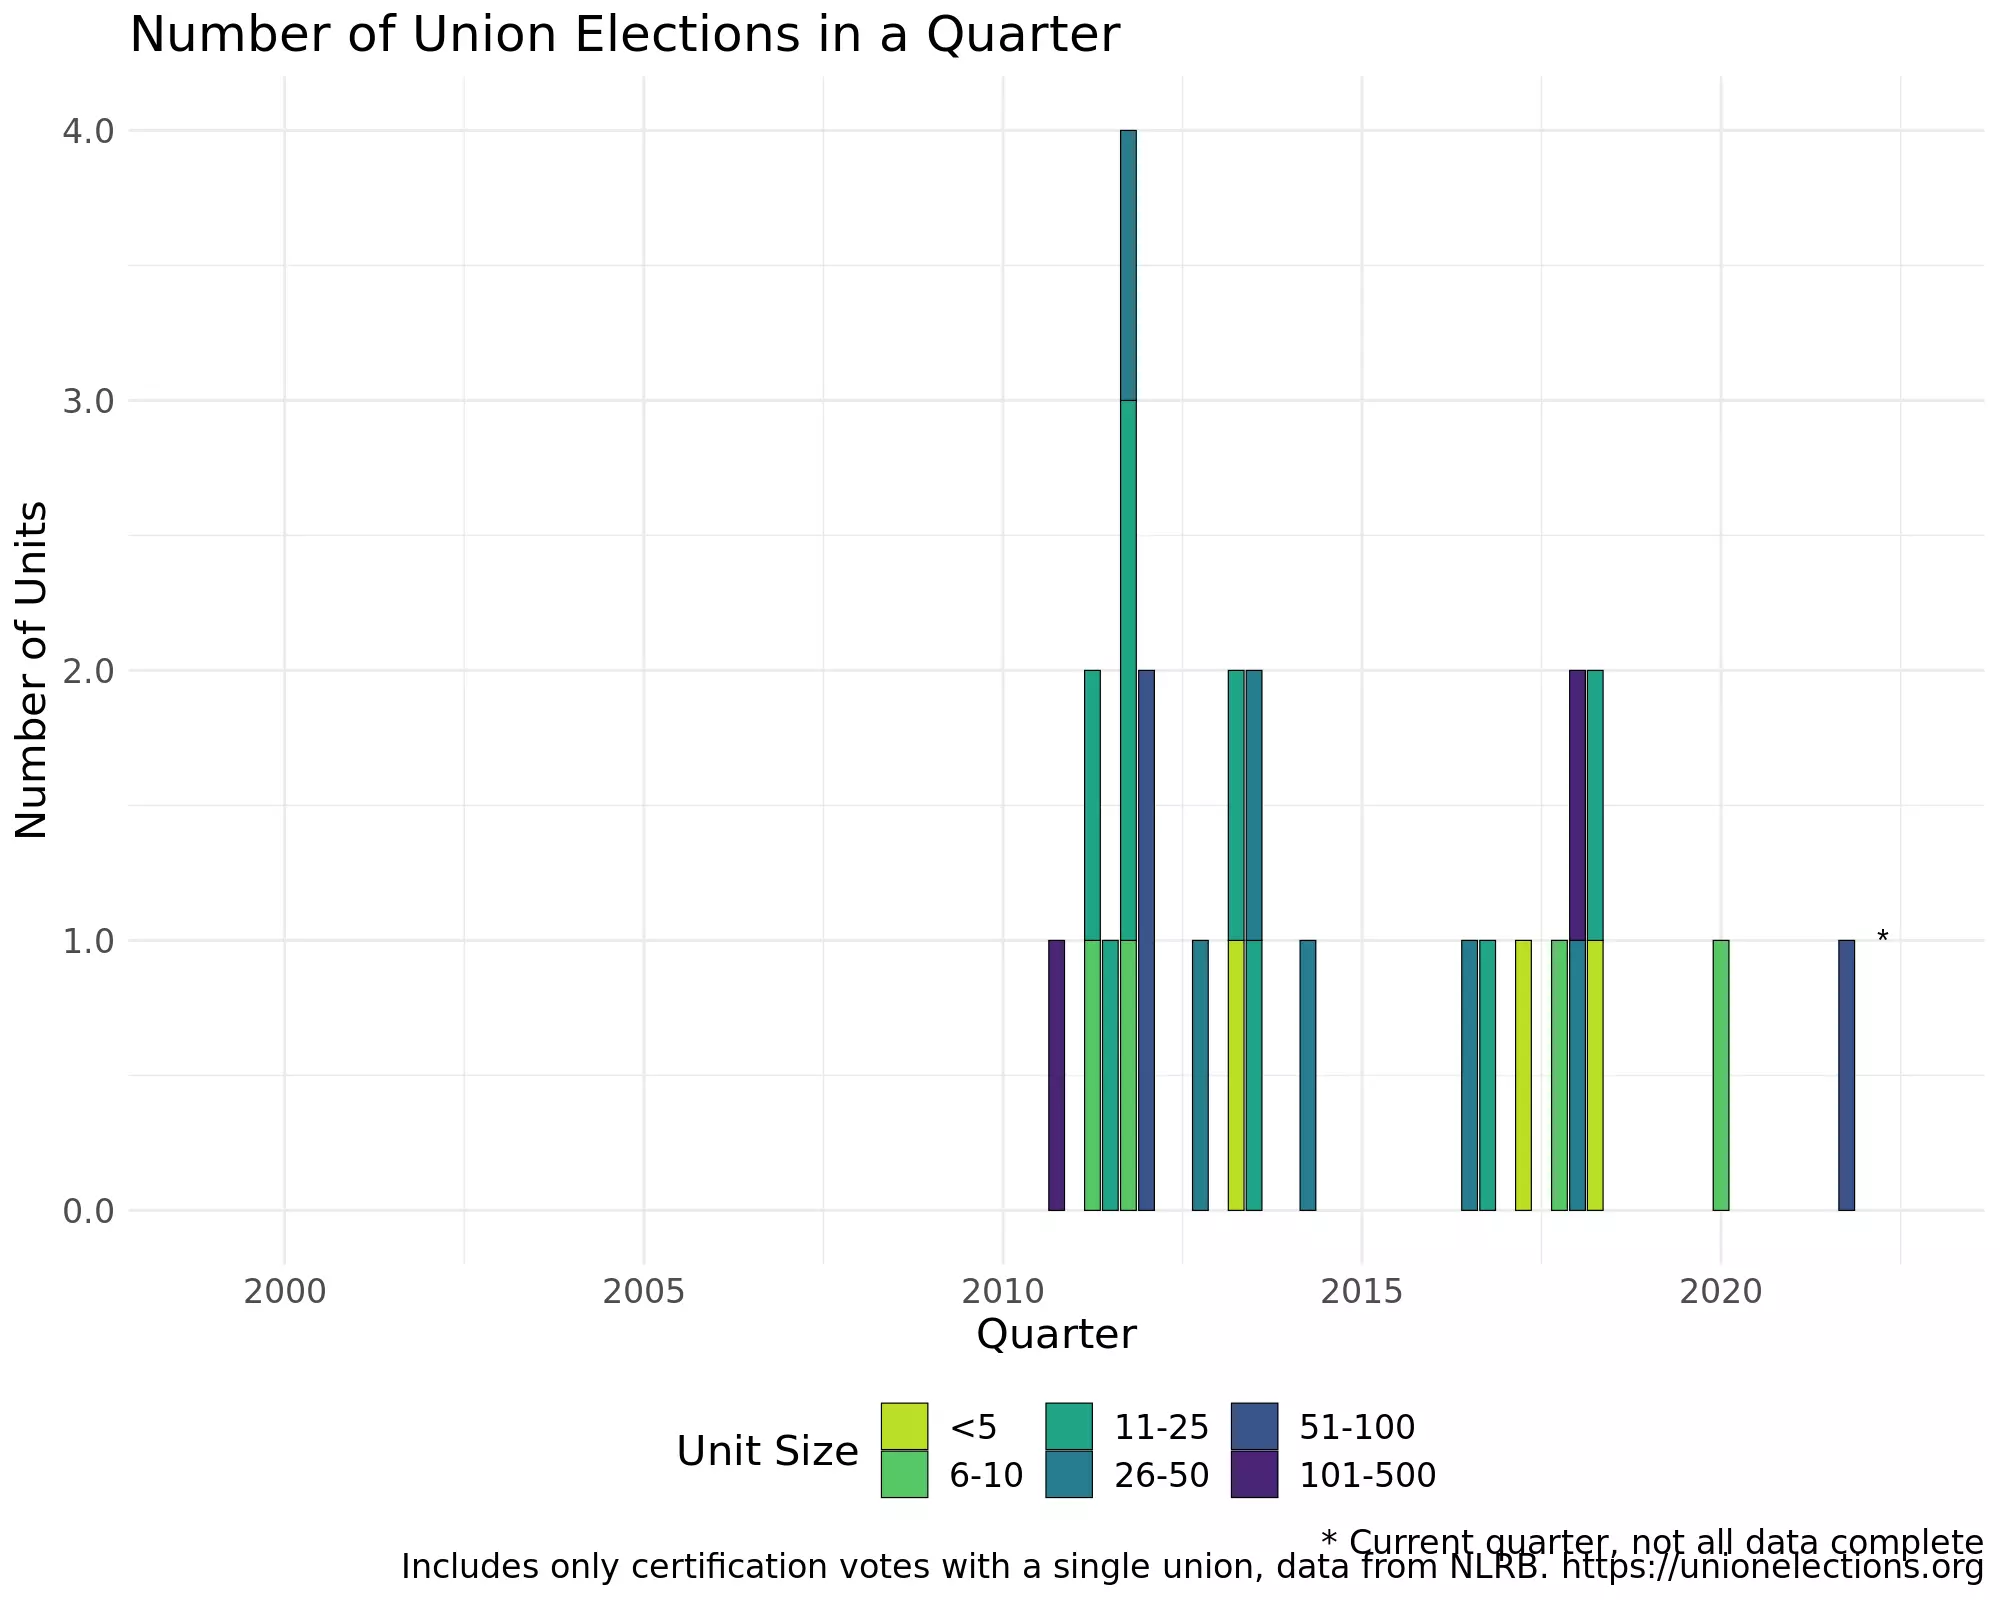 Number of Union Elections in a Quarter
Number of Units
4.0
3.0
2.0
1.0
0.0
*
2000 2005 2010 2015 2020
Quarter
Unit Size
<5 11-25 51-100
6-10 26-50 101-500
* Current quarter, not all data complete
Includes only certification votes with a single union, data from NLRB. https://unionelections.org